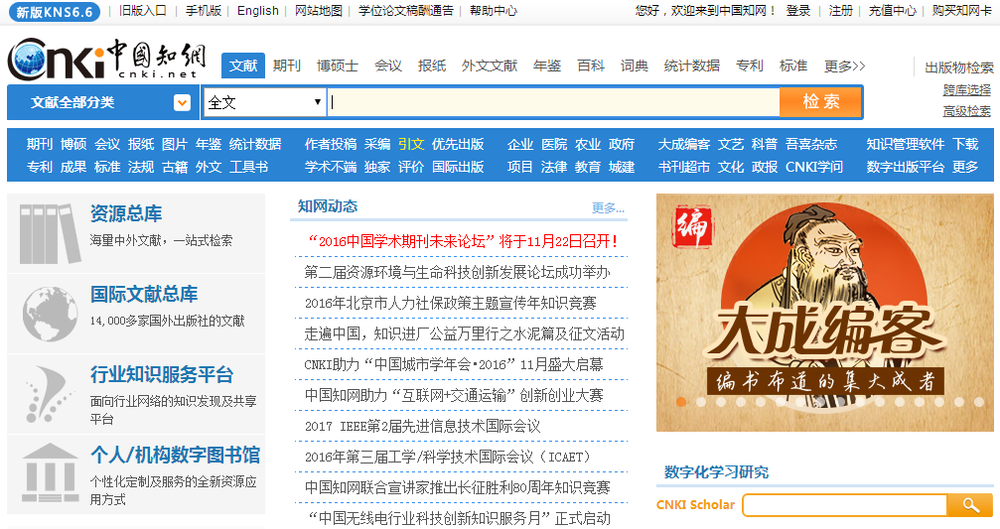 新版KNS6.6 | 旧版入口 | 手机版 | English | 网站地图 | 学位论文稿酬通告 | 帮助中心
您好，欢迎来到中国知网！ 登录 | 注册 | 充值中心 | 购买知网卡
Cnki 中國知網
cnki.net
文献 期刊 博硕士 会议 报纸 外文文献 年鉴 百科 词典 统计数据 专利 标准 更多>>
出版物检索
文献全部分类
全文
检 索
跨库选择
高级检索
期刊 博硕 会议 报纸 图片 年鉴 统计数据
专利 成果 标准 法规 古籍 外文 工具书
作者投稿 采编 引文 优先出版
学术不端 独家 评价 国际出版
企业 医院 农业 政府
项目 法律 教育 城建
大成编客 文艺 科普 吾喜杂志
书刊超市 文化 政报 CNKI学问
知识管理软件 下载
数字出版平台 更多
资源总库
海量中外文献，一站式检索
国际文献总库
14,000多家国外出版社的文献
行业知识服务平台
面向行业网络的知识发现及共享
平台
个人/机构数字图书馆
个性化定制及服务的全新资源应
用方式
知网动态
更多...
“2016中国学术期刊未来论坛”将于11月22日召开！
第二届资源环境与生命科技创新发展论坛成功举办
2016年北京市人力社保政策主题宣传年知识竞赛
走遍中国，知识进厂公益万里行之水泥篇及征文活动
CNKI助力“中国城市学年会·2016”11月盛大启幕
中国知网助力“互联网+交通运输”创新创业大赛
2017 IEEE第2届先进信息技术国际会议
2016年第三届工学/科学技术国际会议（ICAET）
中国知网联合宣讲家推出长征胜利80周年知识竞赛
“中国无线电行业科技创新知识服务月”正式启动
编
大成编客
编书布道的集大成者
数字化学习研究
CNKI Scholar